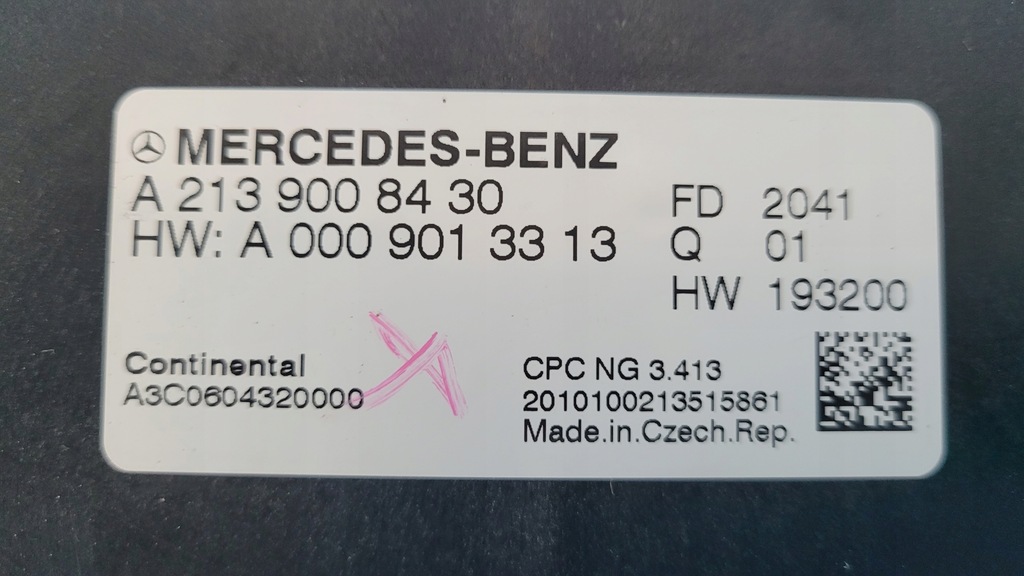 MERCEDES-BENZ
A 213 900 84 30
HW: A 000 901 33 13
FD 2041
Q 01
HW 193200
Continental
A3C0604320000
CPC NG 3.413
2010100213515861
Made.in.Czech.Rep.